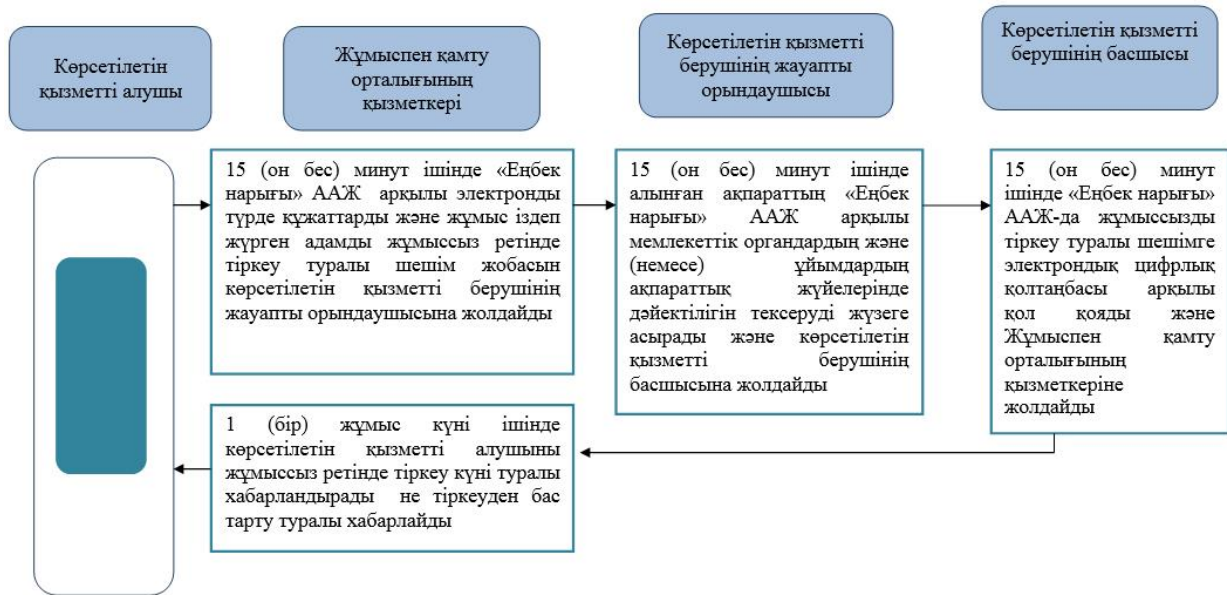 Көрсетілетін
қызметті алушы
Жұмыспен қамту
орталығының
қызметкері
Көрсетілетін қызметті
берушінің жауапты
орындаушысы
Көрсетілетін қызметті
берушінің басшысы
15 (он бес) минут ішінде «Еңбек
нарығы» ААЖ арқылы электронды
түрде құжаттарды және жұмыс іздеп
жүрген адамды жұмыссыз ретінде
тіркеу туралы шешім жобасын
көрсетілетін қызметті берушінің
жауапты орындаушысына жолдайды
15 (он бес) минут ішінде
алынған ақпараттың «Еңбек
нарығы» ААЖ арқылы
мемлекеттік органдардың және
(немесе) ұйымдардың
ақпараттық жүйелерінде
дәйектілігін тексеруді жүзеге
асырады және көрсетілетін
қызметті берушінің
басшысына жолдайды
15 (он бес) минут
ішінде «Еңбек нарығы»
ААЖ-да жұмыссызды
тіркеу туралы шешімге
электрондық цифрлық
қолтаңбасы арқылы
қол қояды және
Жұмыспен қамту
орталығының
қызметкеріне
жолдайды
1 (бір) жұмыс күні ішінде
көрсетілетін қызметті алушыны
жұмыссыз ретінде тіркеу күні туралы
хабарландырады не тіркеуден бас
тарту туралы хабарлайды